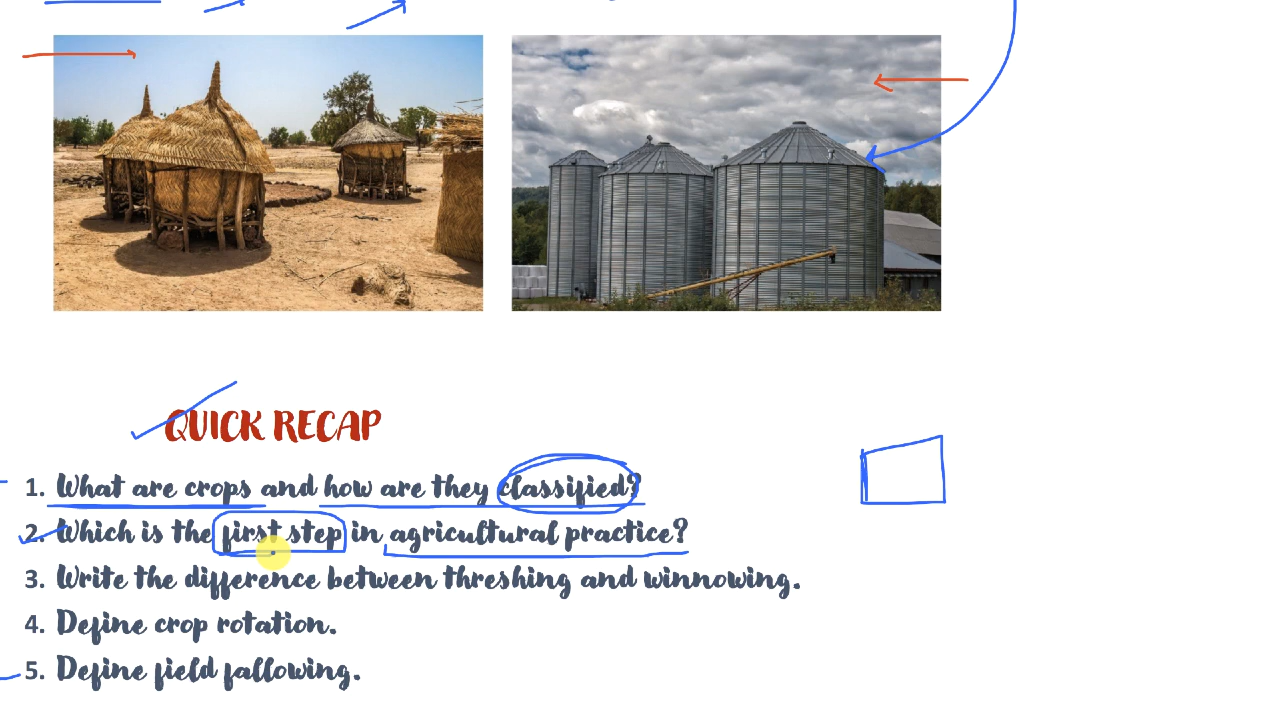 QUICK RECAP
1. What are crops and how are they classified?
2. Which is the first step in agricultural practice?
3. Write the difference between threshing and winnowing.
4. Define crop rotation.
5. Define field fallowing.